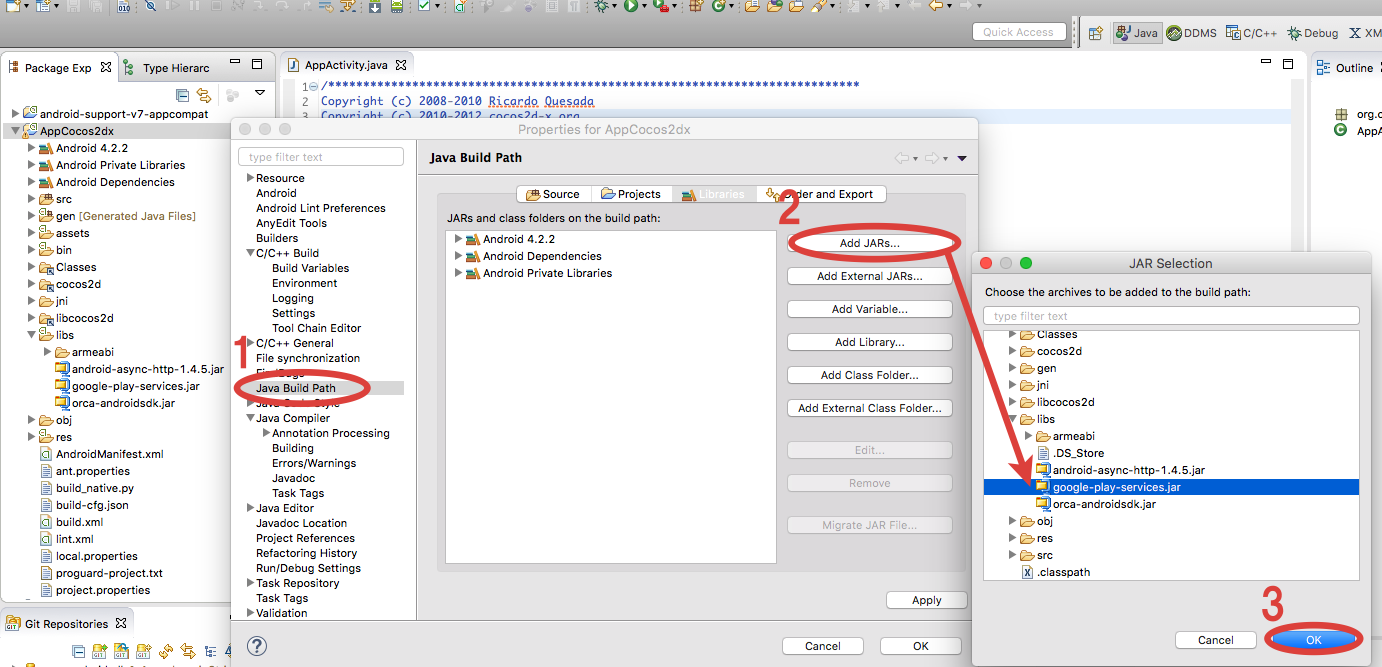 010
Quick Access
Java
DDMS
C/C++
Debug
XM
Package Exp
Type Hierarc
android-support-v7-appcompat
AppCocos2dx
Android 4.2.2
Android Private Libraries
Android Dependencies
src
gen [Generated Java Files]
assets
bin
Classes
cocos2d
jni
libcocos2d
libs
armeabi
android-async-http-1.4.5.jar
google-play-services.jar
orca-androidsdk.jar
obj
res
AndroidManifest.xml
ant.properties
build_native.py
build-cfg.json
build.xml
lint.xml
local.properties
proguard-project.txt
project.properties
Git Repositories
AppActivity.java
1 /****************************************************************************
2 Copyright (c) 2008-2010 Ricardo Quesada
3 Copyright (c) 2010-2012 cocos2d-x.org
Outline
org.c
AppA
Properties for AppCocos2dx
type filter text
Resource
Android
Android Lint Preferences
AnyEdit Tools
Builders
C/C++ Build
Build Variables
Environment
Logging
Settings
Tool Chain Editor
1
C/C++ General
File synchronization
FindBugs
Java Build Path
Java Code Style
Java Compiler
Annotation Processing
Building
Errors/Warnings
Javadoc
Task Tags
Java Editor
Javadoc Location
Project References
Refactoring History
Run/Debug Settings
Task Repository
Task Tags
Validation
Java Build Path
Source
Projects
Libraries
Order and Export
JARs and class folders on the build path:
Android 4.2.2
Android Dependencies
Android Private Libraries
2
Add JARs...
Add External JARs...
Add Variable...
Add Library...
Add Class Folder...
Add External Class Folder...
Edit...
Remove
Migrate JAR File...
Apply
?
Cancel
OK
JAR Selection
Choose the archives to be added to the build path:
type filter text
Classes
cocos2d
gen
jni
libcocos2d
libs
armeabi
.DS_Store
android-async-http-1.4.5.jar
google-play-services.jar
orca-androidsdk.jar
obj
res
src
.classpath
3
Cancel
OK